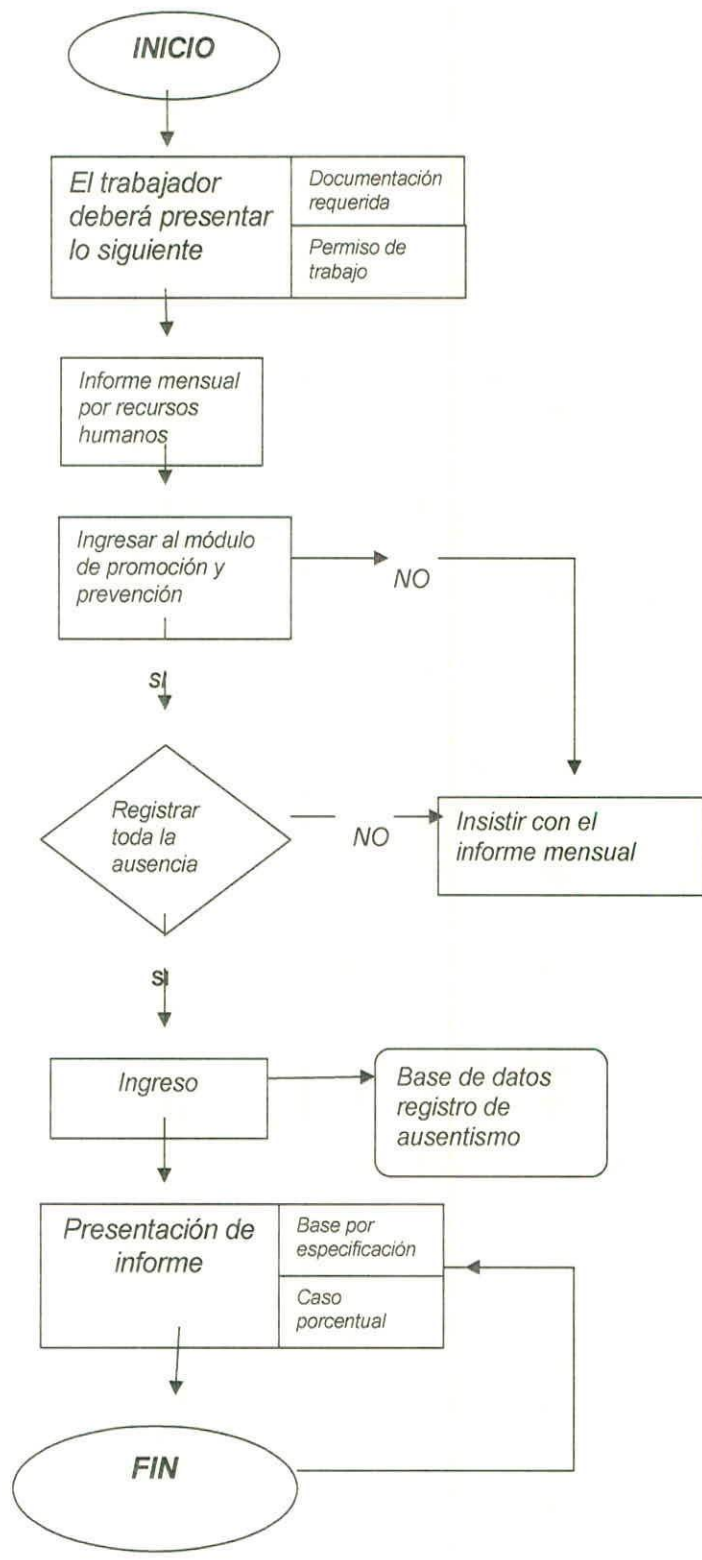 INICIO
El trabajador
deberá presentar
lo siguiente
Documentación
requerida
Permiso de
trabajo
Informe mensual
por recursos
humanos
Ingresar al módulo
de promoción y
prevención
NO
SI
Registrar
toda la
ausencia
NO
Insistir con el
informe mensual
SI
Ingreso
Base de datos
registro de
ausentismo
Presentación de
informe
Base por
especificación
Caso
porcentual
FIN